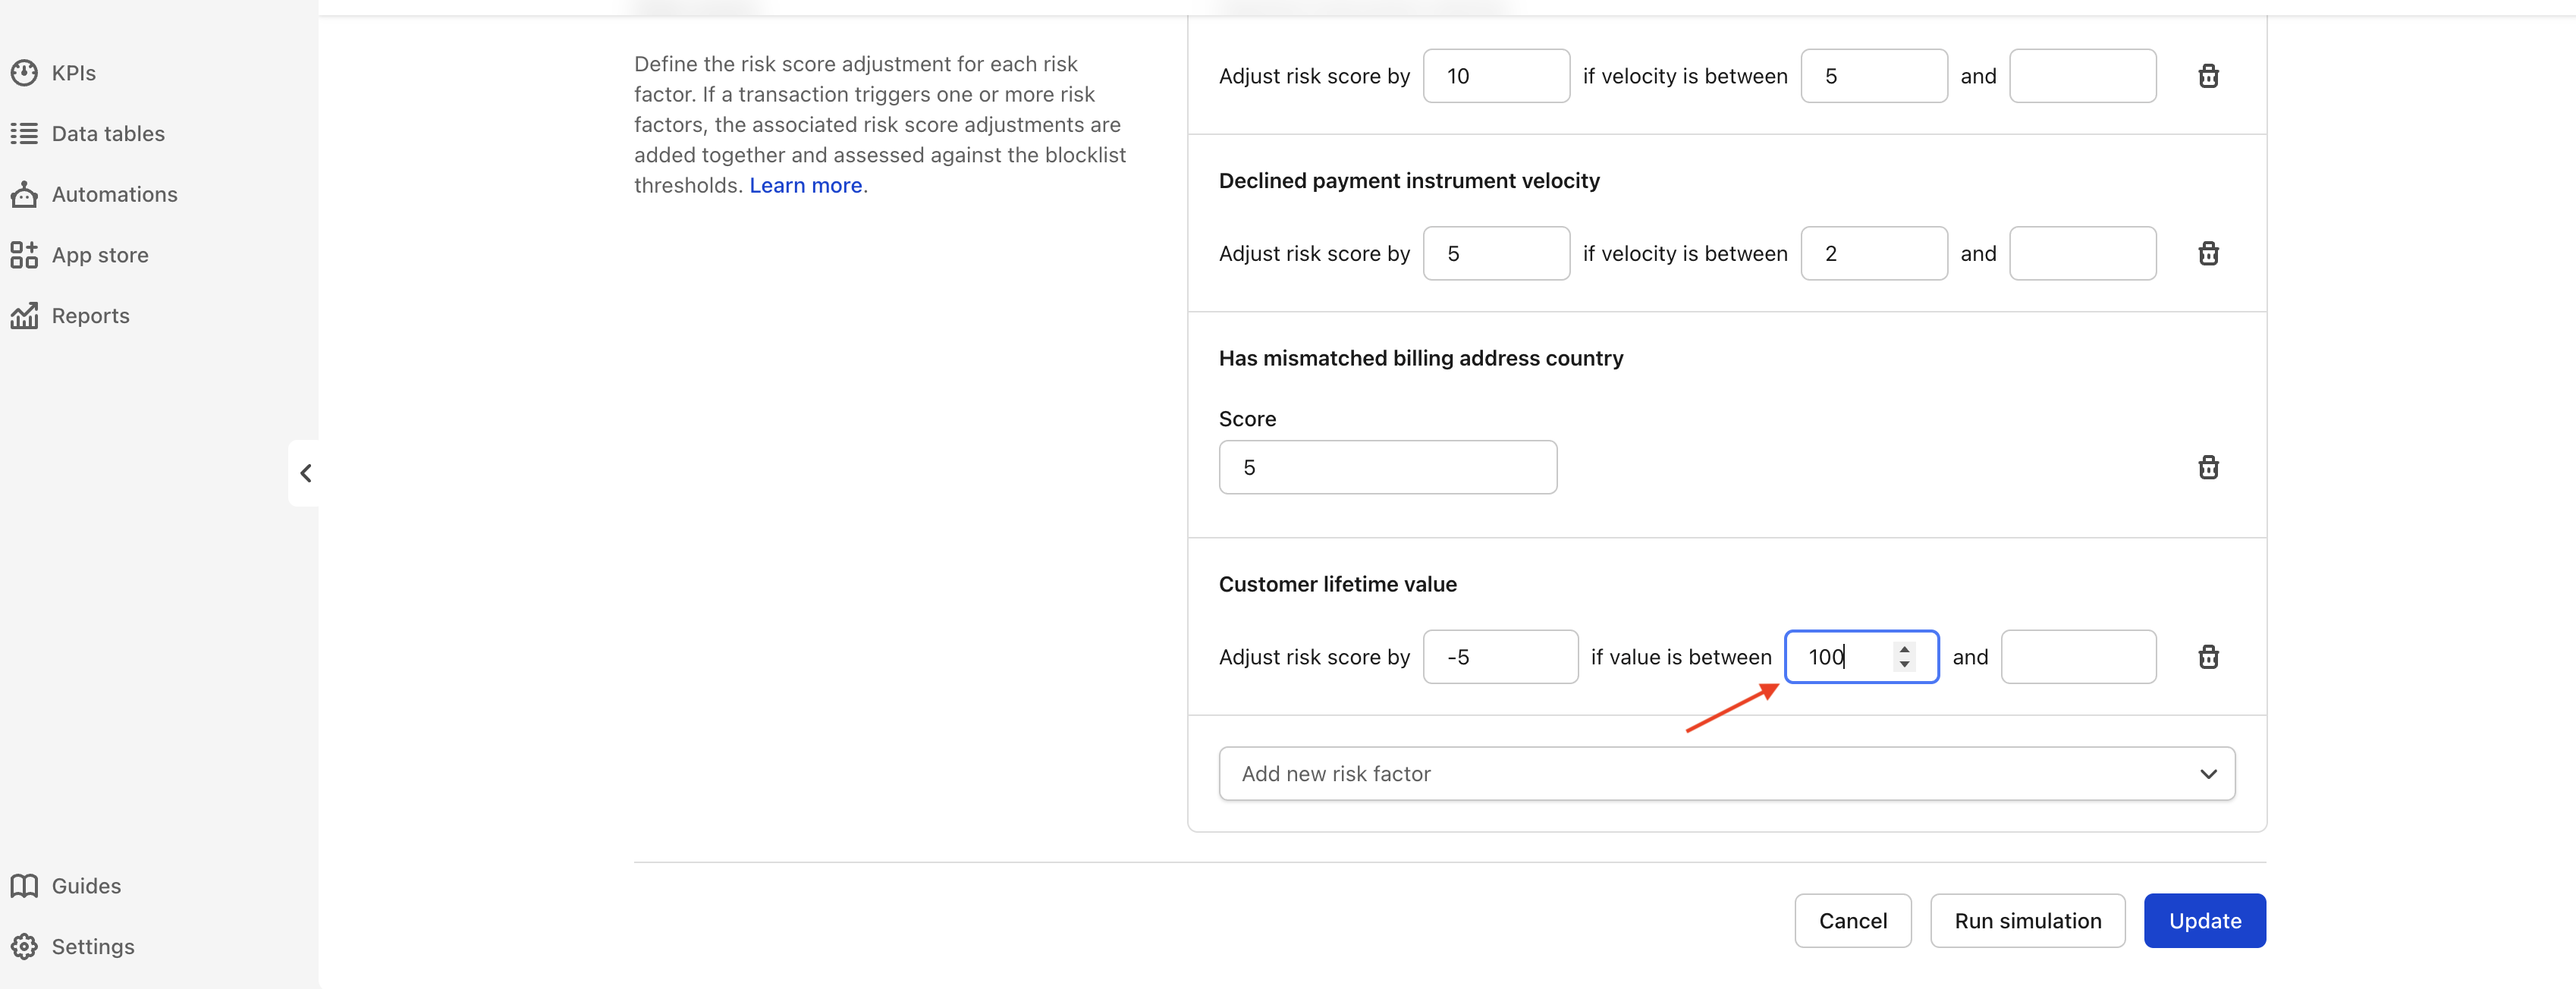 KPIs
Data tables
Automations
App store
Reports
Guides
Settings
Define the risk score adjustment for each risk
factor. If a transaction triggers one or more risk
factors, the associated risk score adjustments are
added together and assessed against the blocklist
thresholds. Learn more.
Adjust risk score by 10 if velocity is between 5 and
Declined payment instrument velocity
Adjust risk score by 5 if velocity is between 2 and
Has mismatched billing address country
Score
5
Customer lifetime value
Adjust risk score by -5 if value is between 100 and
Add new risk factor
Cancel Run simulation Update